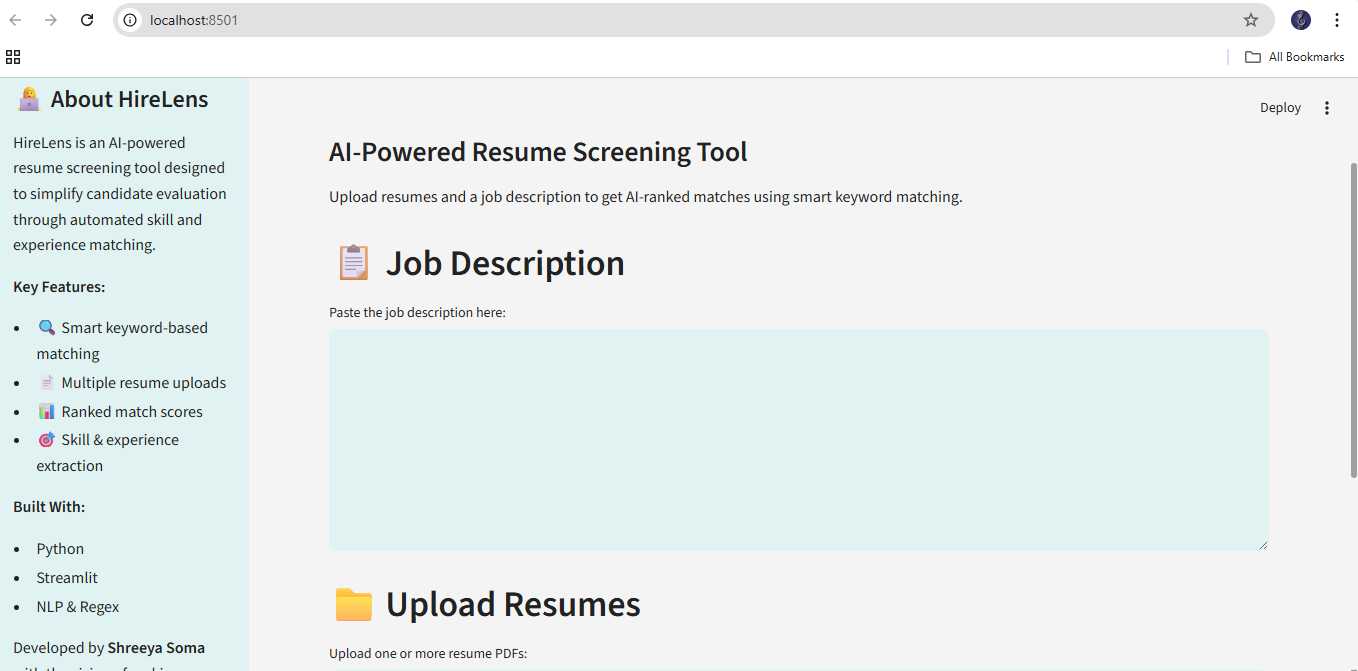 localhost:8501
All Bookmarks
About HireLens
HireLens is an AI-powered
resume screening tool designed
to simplify candidate evaluation
through automated skill and
experience matching.
Key Features:
• Smart keyword-based
matching
• Multiple resume uploads
• Ranked match scores
• Skill & experience
extraction
Built With:
• Python
• Streamlit
• NLP & Regex
Developed by Shreeya Soma
Deploy
AI-Powered Resume Screening Tool
Upload resumes and a job description to get AI-ranked matches using smart keyword matching.
Job Description
Paste the job description here:
Upload Resumes
Upload one or more resume PDFs: